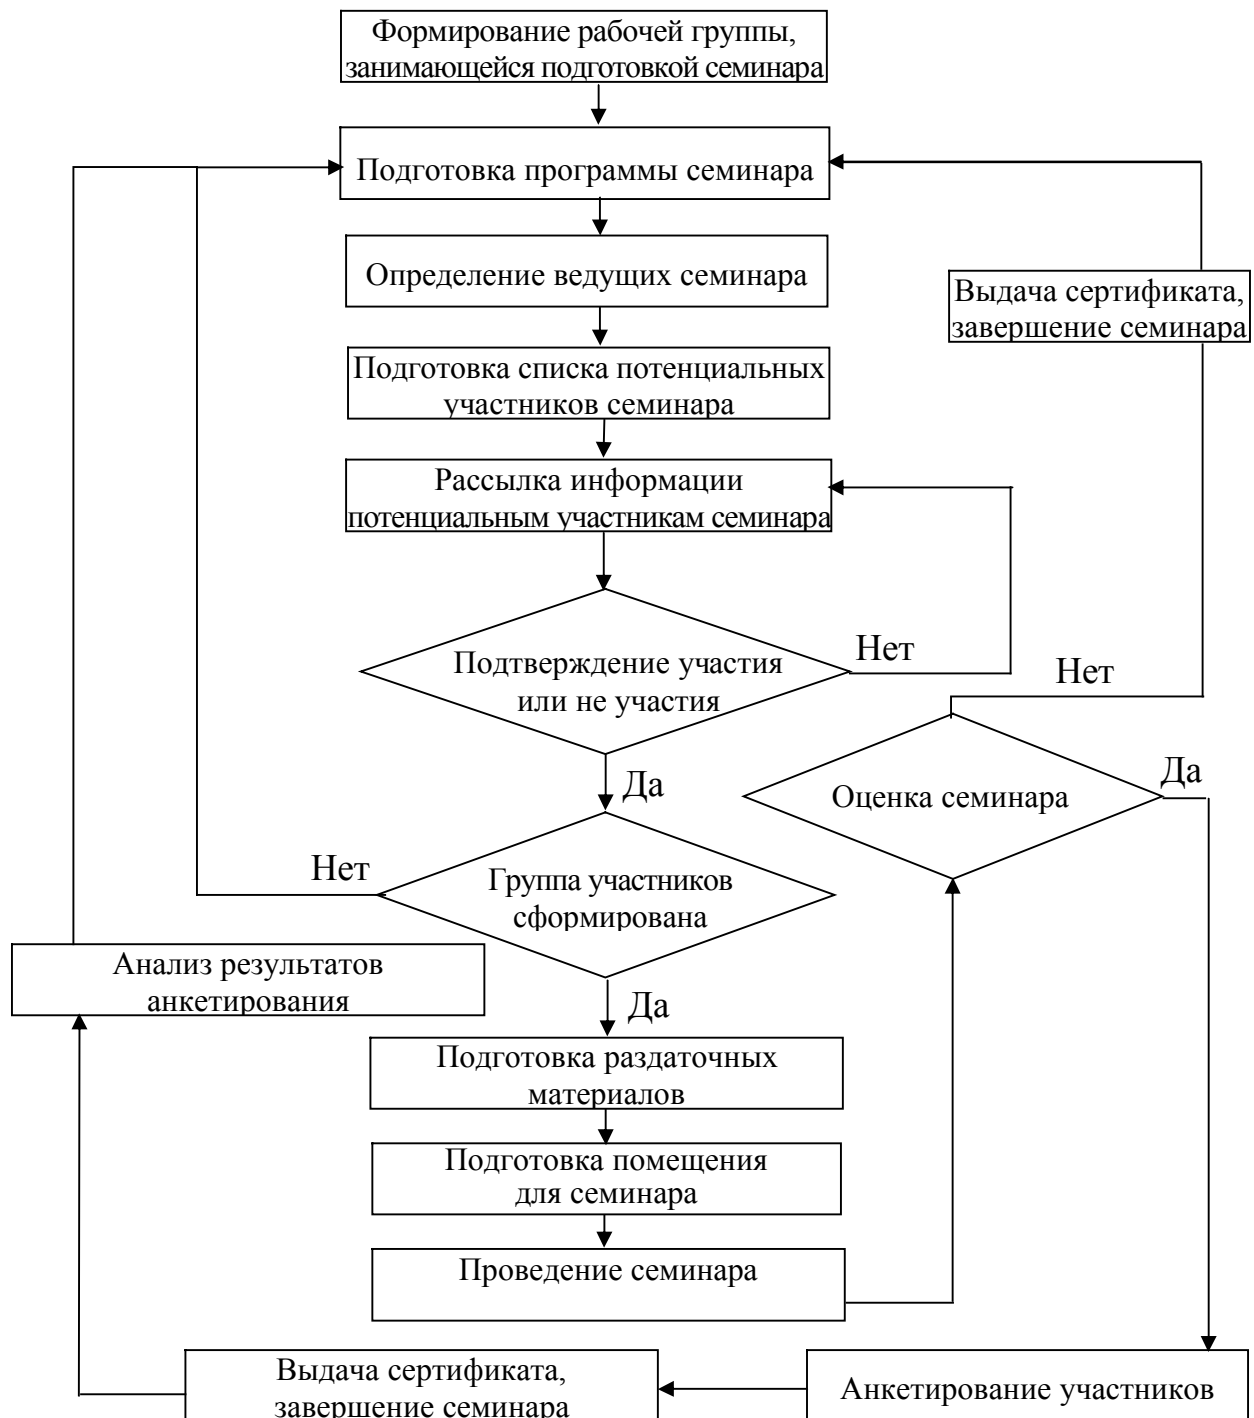 Формирование рабочей группы,
занимающейся подготовкой семинара
Подготовка программы семинара
Определение ведущих семинара
Выдача сертификата,
завершение семинара
Подготовка списка потенциальных
участников семинара
Рассылка информации
потенциальным участникам семинара
Подтверждение участия
или не участия
Нет
Нет
Да
Оценка семинара
Да
Нет
Группа участников
сформирована
Анализ результатов
анкетирования
Да
Подготовка раздаточных
материалов
Подготовка помещения
для семинара
Проведение семинара
Выдача сертификата,
завершение семинара
Анкетирование участников